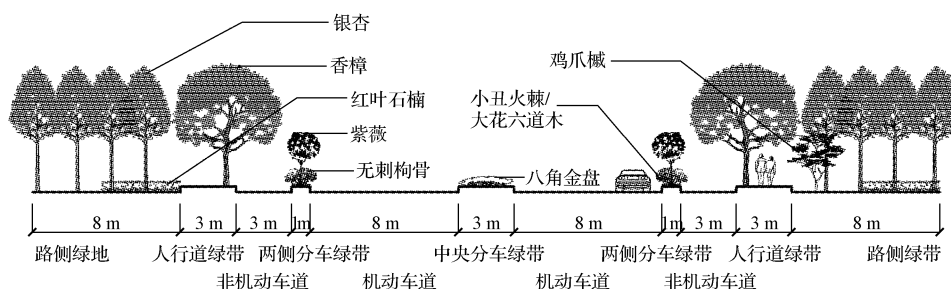 银杏
香樟
红叶石楠
紫薇
无刺枸骨
鸡爪槭
小丑火棘/
大花六道木
八角金盘
8 m
3 m
3 m
1m
8 m
3 m
8 m
1m
3 m
3 m
8 m
路侧绿地
人行道绿带
两侧分车绿带
中央分车绿带
两侧分车绿带
人行道绿带
路侧绿带
非机动车道
机动车道
机动车道
非机动车道